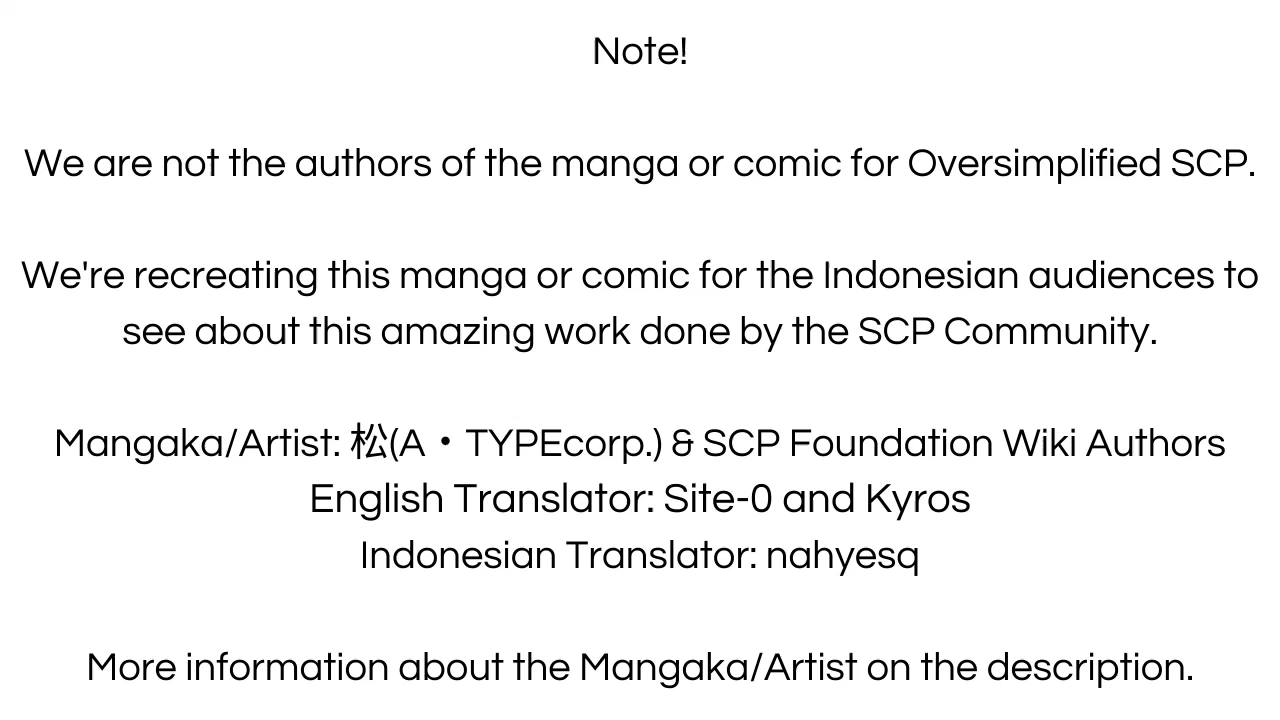 Note!
We are not the authors of the manga or comic for Oversimplified SCP.
We're recreating this manga or comic for the Indonesian audiences to
see about this amazing work done by the SCP Community.
Mangaka/Artist: 松(A・TYPEcorp.) & SCP Foundation Wiki Authors
English Translator: Site-0 and Kyros
Indonesian Translator: nahyesq
More information about the Mangaka/Artist on the description.